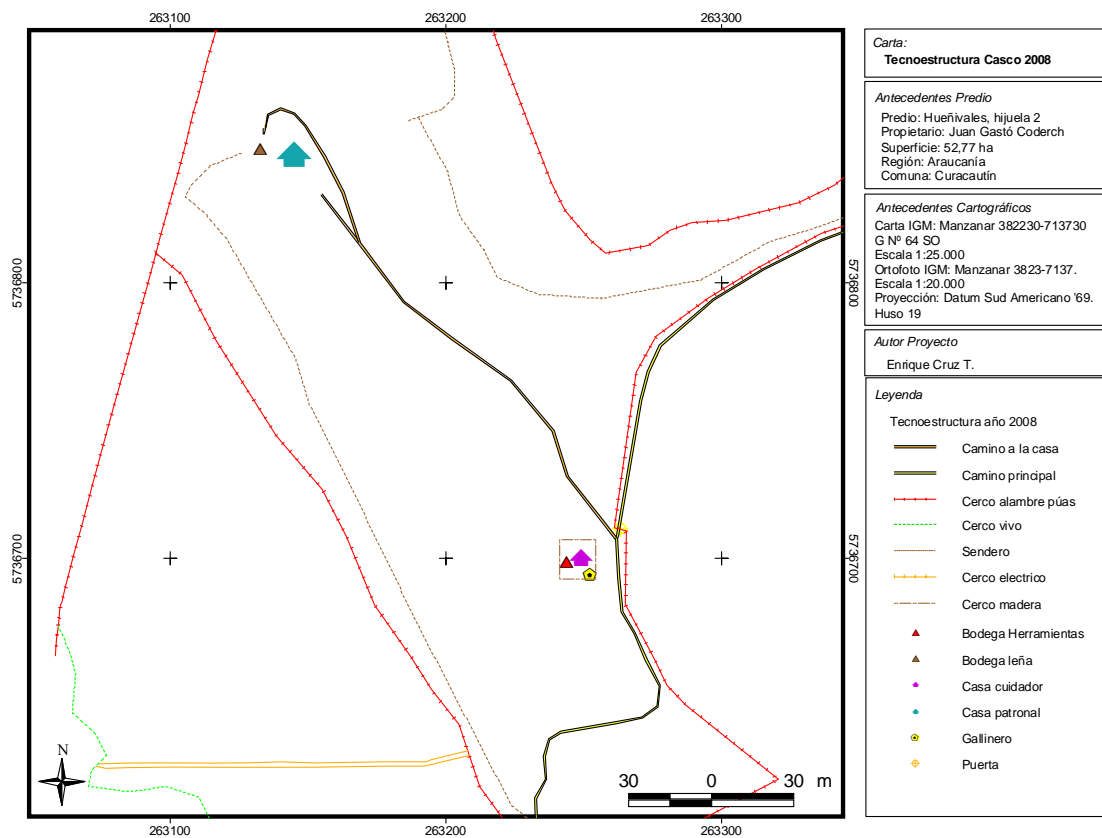 263100
263200
263300
5736800
5736700
5736800
5736700
N
30 0 30 m
263100
263200
263300
Carta:
Tecnoestructura Casco 2008
Antecedentes Predio
Predio: Hueñivales, hijuela 2
Propietario: Juan Gastó Coderch
Superficie: 52,77 ha
Región: Araucanía
Comuna: Curacautín
Antecedentes Cartográficos
Carta IGM: Manzanar 382230-713730
G Nº 64 SO
Escala 1:25.000
Ortofoto IGM: Manzanar 3823-7137.
Escala 1:20.000
Proyección: Datum Sud Americano '69.
Huso 19
Autor Proyecto
Enrique Cruz T.
Leyenda
Tecnoestructura año 2008
Camino a la casa
Camino principal
Cerco alambre púas
Cerco vivo
Sendero
Cerco electrico
Cerco madera
Bodega Herramientas
Bodega leña
Casa cuidador
Casa patronal
Gallinero
Puerta